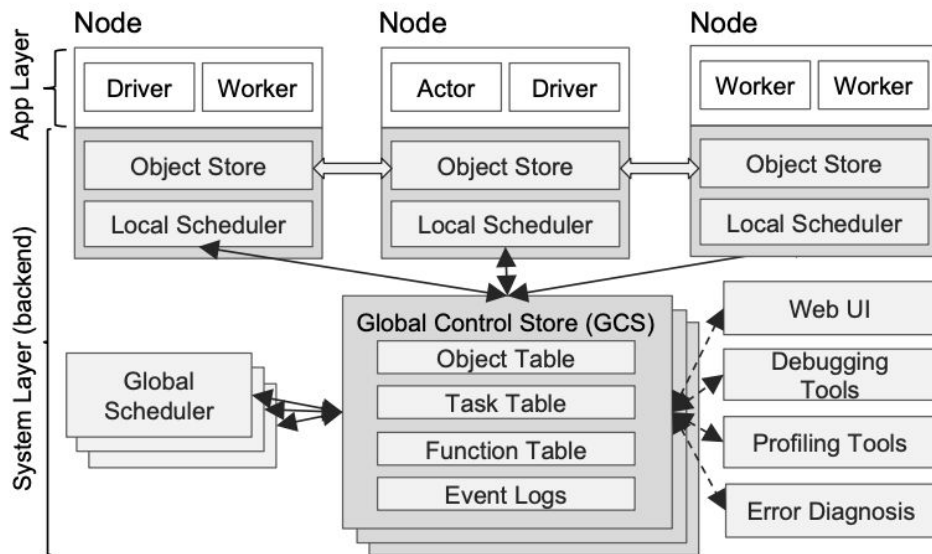 Node
Node
Node
App Layer
Driver
Worker
Actor
Driver
Worker
Worker
Object Store
Object Store
Object Store
Local Scheduler
Local Scheduler
Local Scheduler
System Layer (backend)
Global Control Store (GCS)
Object Table
Task Table
Function Table
Event Logs
Global
Scheduler
Web UI
Debugging
Tools
Profiling Tools
Error Diagnosis